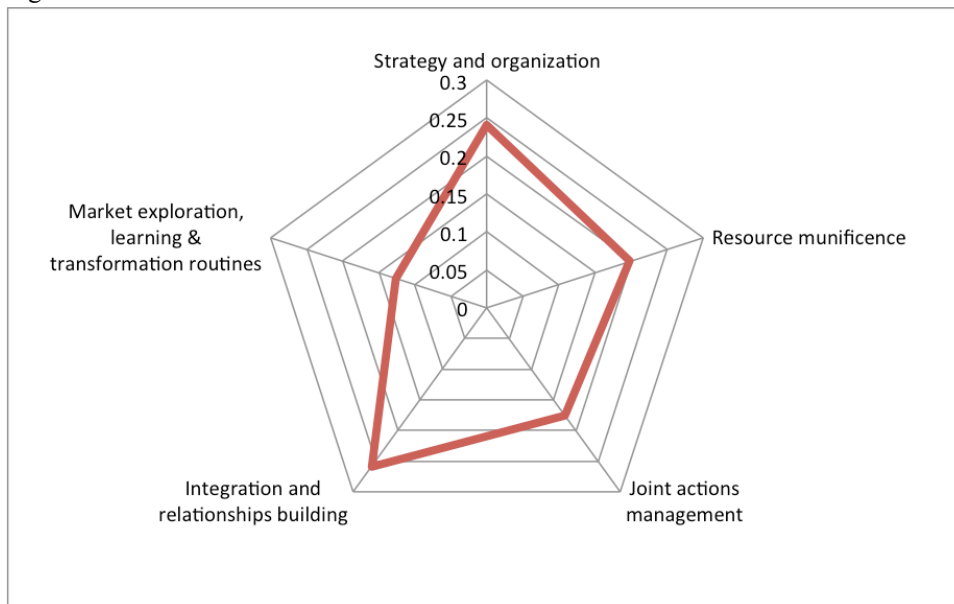 Strategy and organization
0.3
0.25
0.2
0.15
0.1
0.05
0
Market exploration,
learning &
transformation routines
Resource munificence
Integration and
relationships building
Joint actions
management